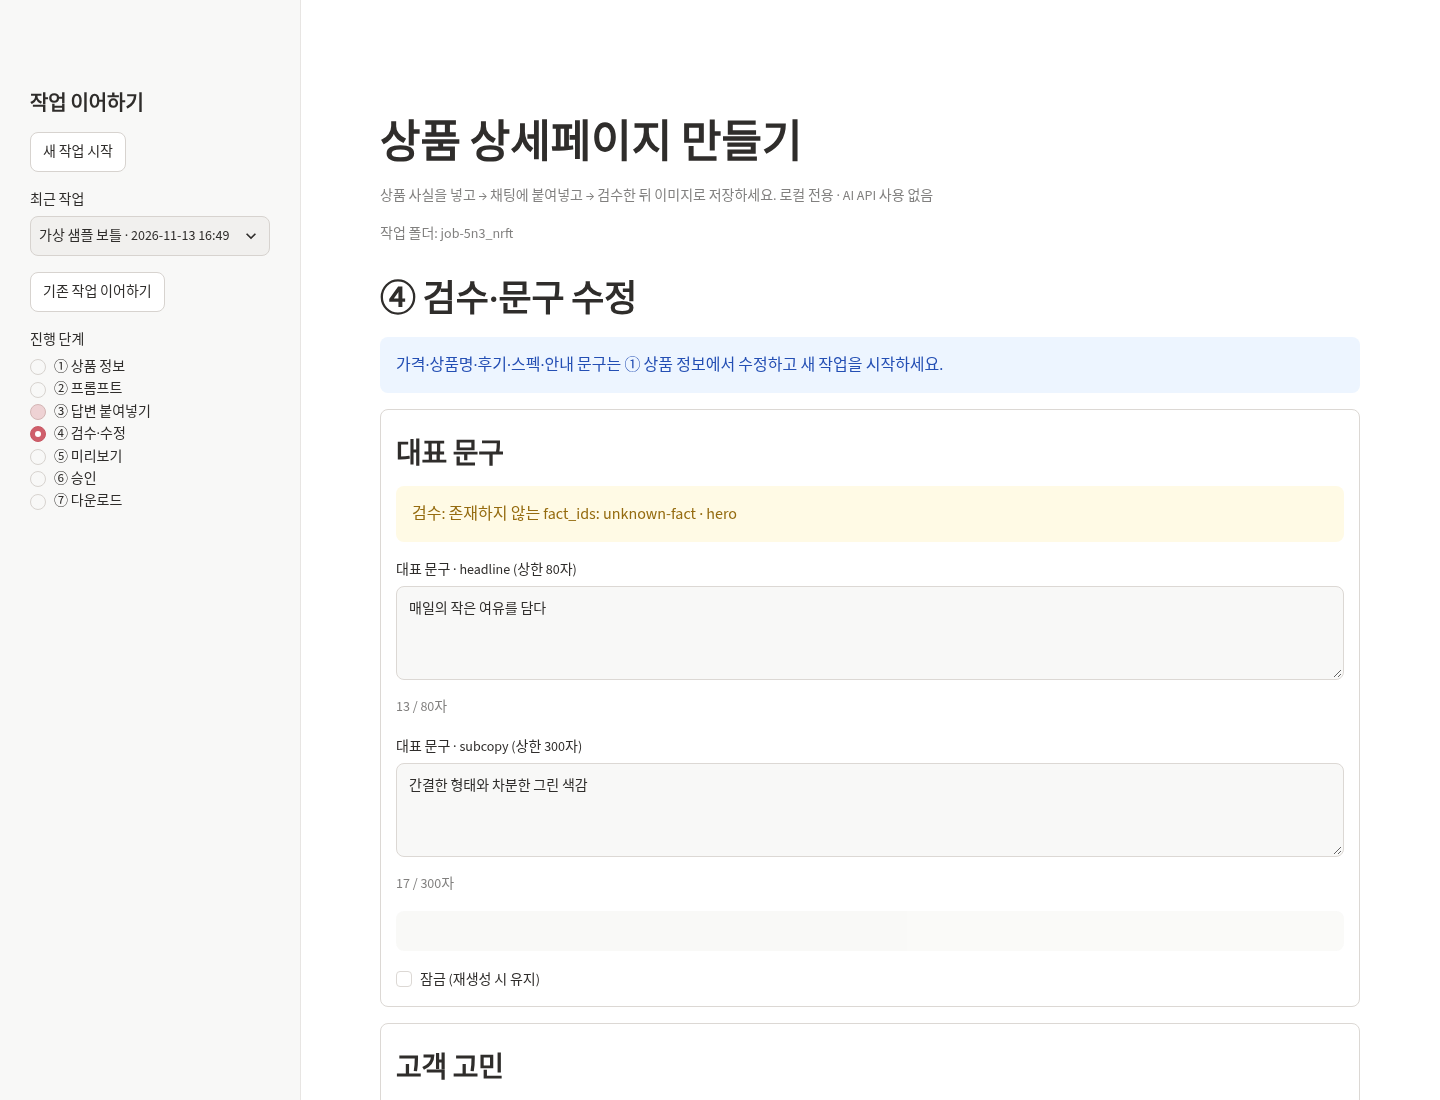 작업 이어하기
새 작업 시작
최근 작업
가상 샘플 보틀 · 2026-11-13 16:49
기존 작업 이어하기
진행 단계
① 상품 정보
② 프롬프트
③ 답변 붙여넣기
④ 검수·수정
⑤ 미리보기
⑥ 승인
⑦ 다운로드
상품 상세페이지 만들기
상품 사실을 넣고 → 채팅에 붙여넣고 → 검수한 뒤 이미지로 저장하세요. 로컬 전용 · AI API 사용 없음
작업 폴더: job-5n3_nrft
④ 검수·문구 수정
가격·상품명·후기·스펙·안내 문구는 ① 상품 정보에서 수정하고 새 작업을 시작하세요.
대표 문구
검수: 존재하지 않는 fact_ids: unknown-fact · hero
대표 문구 · headline (상한 80자)
매일의 작은 여유를 담다
13 / 80자
대표 문구 · subcopy (상한 300자)
간결한 형태와 차분한 그린 색감
17 / 300자
잠금 (재생성 시 유지)
고객 고민